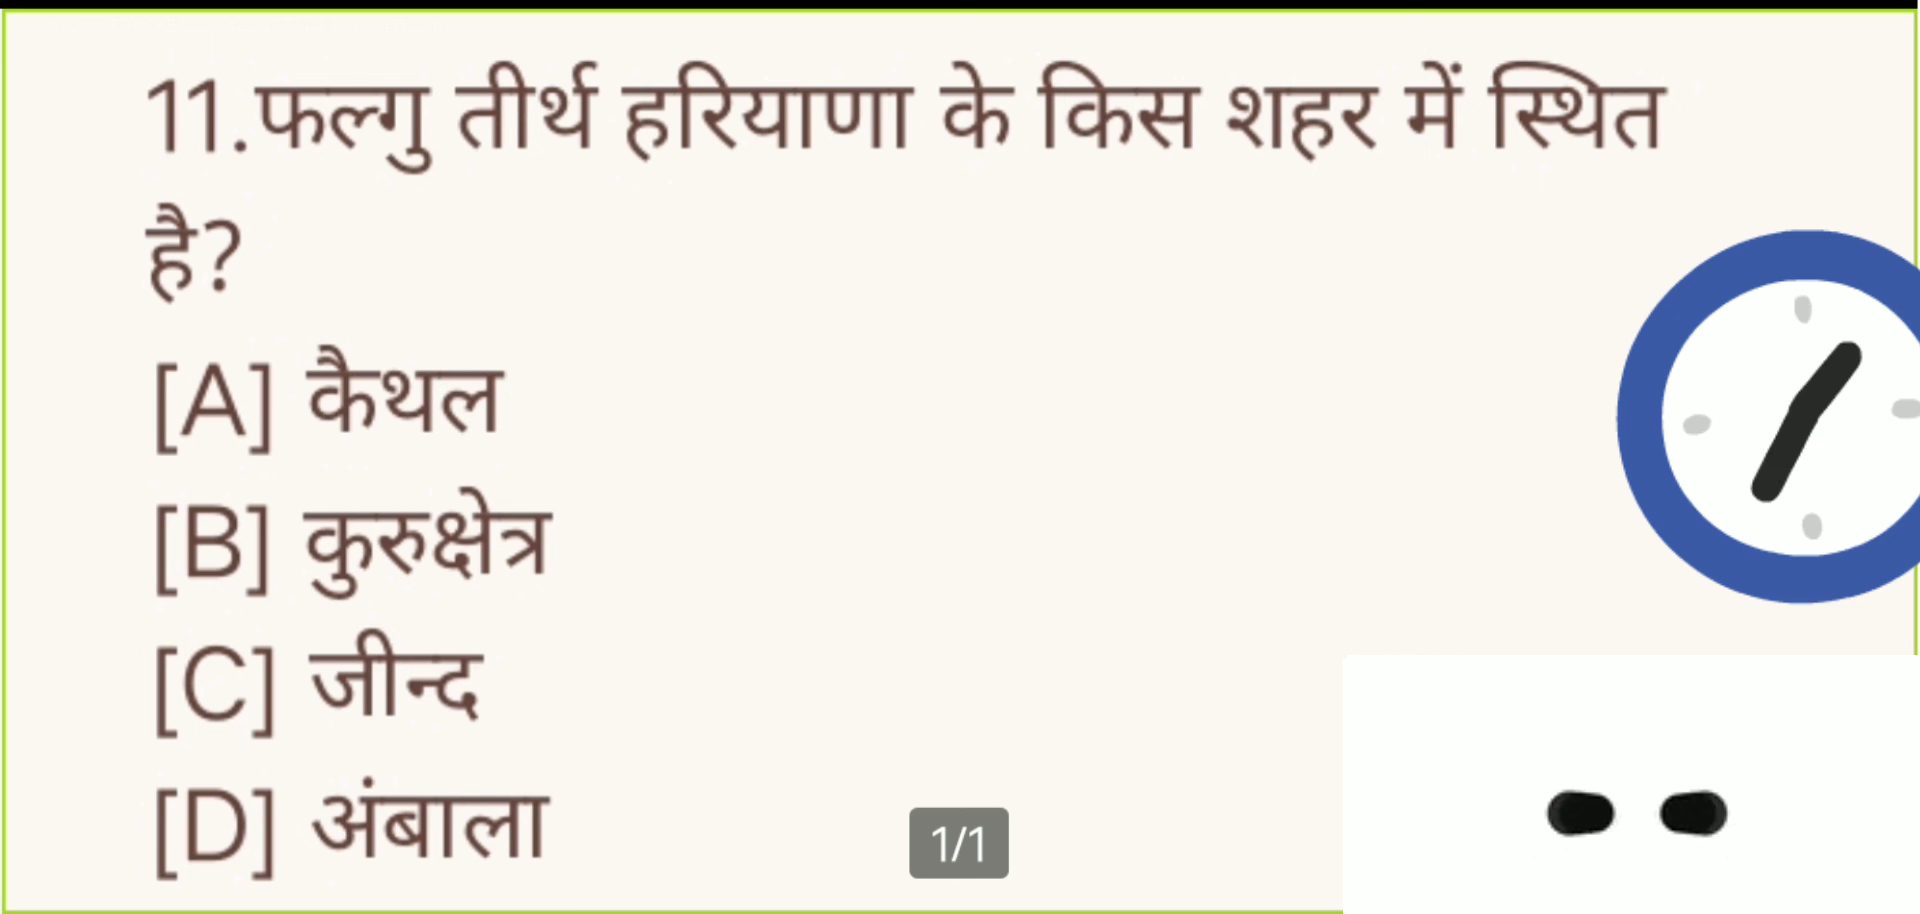 11.फल्गु तीर्थ हरियाणा के किस शहर में स्थित
है?
[A] कैथल
[B] कुरुक्षेत्र
[C] जीन्द
[D] अंबाला
1/1